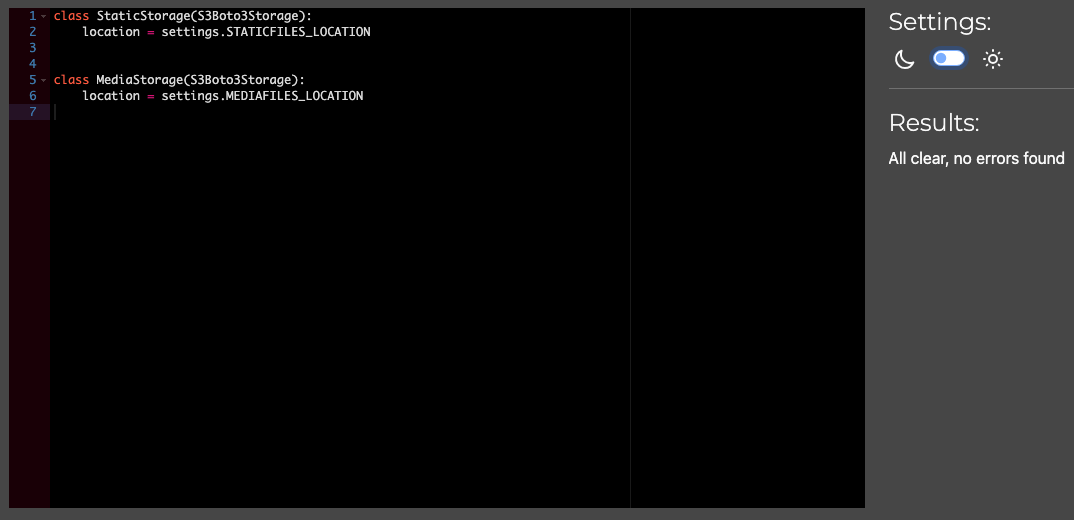 1 class StaticStorage(S3Boto3Storage):
2     location = settings.STATICFILES_LOCATION
3
4
5 class MediaStorage(S3Boto3Storage):
6     location = settings.MEDIAFILES_LOCATION
7
Settings:
Results:
All clear, no errors found